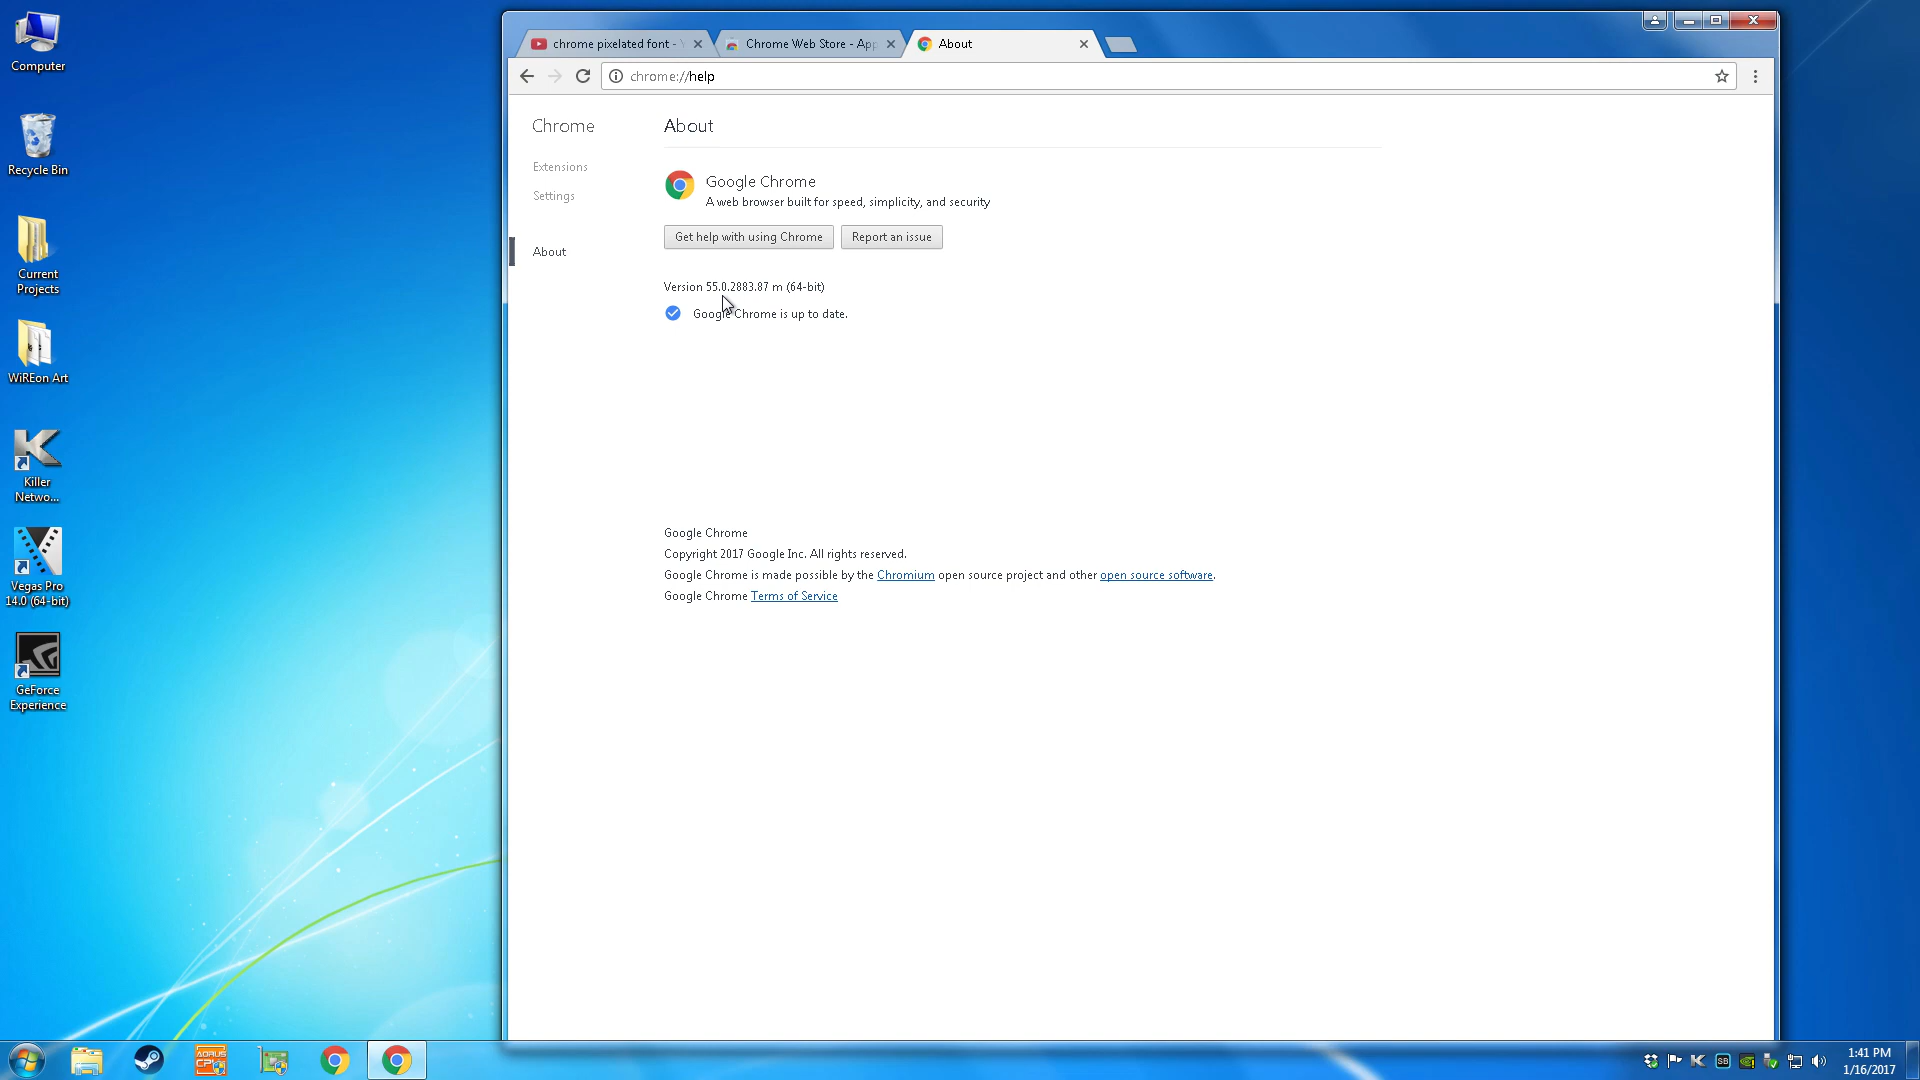 Computer
Recycle Bin
Current
Projects
WiREon Art
Killer
Netwo...
Vegas Pro
14.0 (64-bit)
GeForce
Experience
chrome pixelated font -
Chrome Web Store - App
About
chrome://help
Chrome
Extensions
Settings
About
About
Google Chrome
A web browser built for speed, simplicity, and security
Get help with using Chrome
Report an issue
Version 55.0.2883.87 m (64-bit)
Google Chrome is up to date.
Google Chrome
Copyright 2017 Google Inc. All rights reserved.
Google Chrome is made possible by the Chromium open source project and other open source software.
Google Chrome Terms of Service
AORUS
SB
1:41 PM
1/16/2017